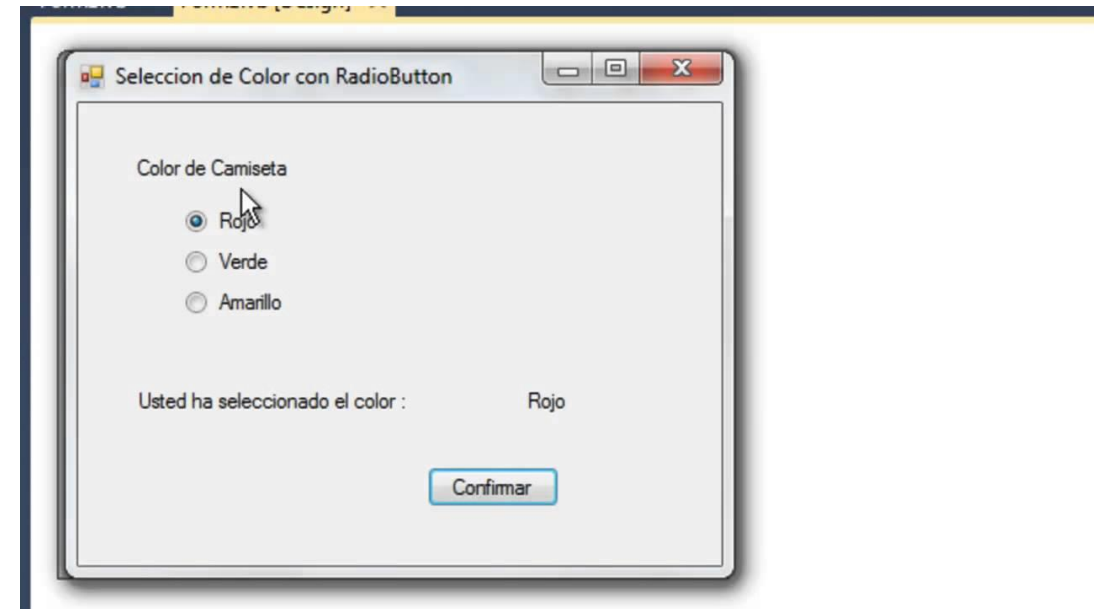 Seleccion de Color con RadioButton
Color de Camiseta
Rojo
Verde
Amarillo
Usted ha seleccionado el color : Rojo
Confirmar